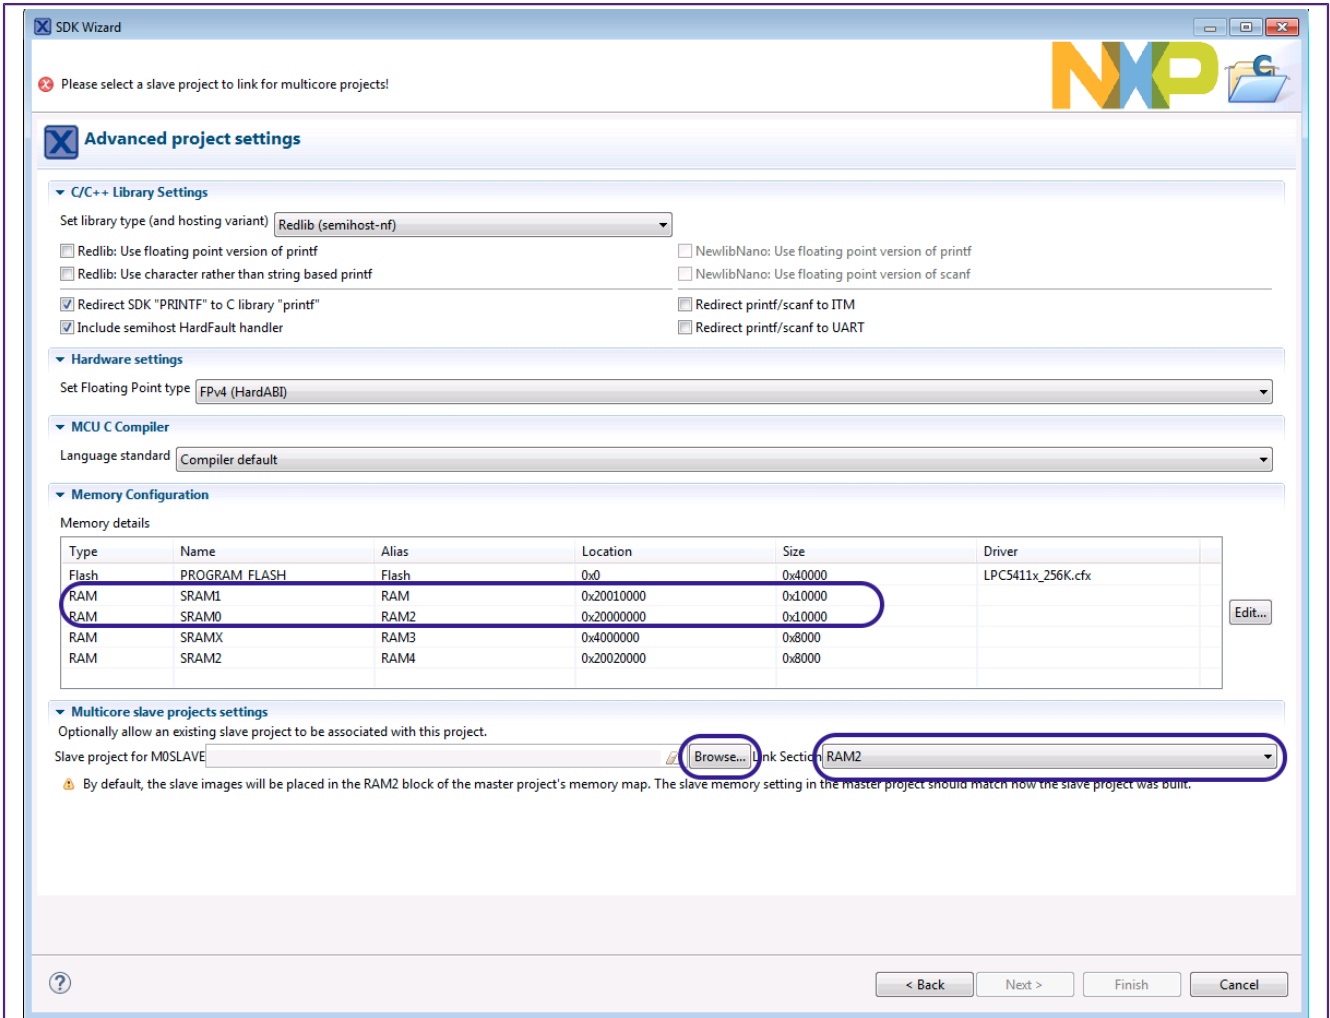 SDK Wizard
Please select a slave project to link for multicore projects!
NXP
C
X Advanced project settings
C/C++ Library Settings
Set library type (and hosting variant) Redlib (semihost-nf)
Redlib: Use floating point version of printf NewlibNano: Use floating point version of printf
Redlib: Use character rather than string based printf NewlibNano: Use floating point version of scanf
Redirect SDK "PRINTF" to C library "printf" Redirect printf/scanf to ITM
Include semihost HardFault handler Redirect printf/scanf to UART
Hardware settings
Set Floating Point type FPv4 (HardABI)
MCU C Compiler
Language standard Compiler default
Memory Configuration
Memory details
Type Name Alias Location Size Driver
Flash PROGRAM_FLASH Flash 0x0 0x40000 LPC5411x_256K.cfx
RAM SRAM1 RAM 0x20010000 0x10000
RAM SRAM0 RAM2 0x20000000 0x10000
Edit...
RAM SRAMX RAM3 0x4000000 0x8000
RAM SRAM2 RAM4 0x20020000 0x8000
Multicore slave projects settings
Optionally allow an existing slave project to be associated with this project.
Slave project for M0SLAVE Browse... Link Section RAM2
By default, the slave images will be placed in the RAM2 block of the master project's memory map. The slave memory setting in the master project should match how the slave project was built.
? < Back Next > Finish Cancel